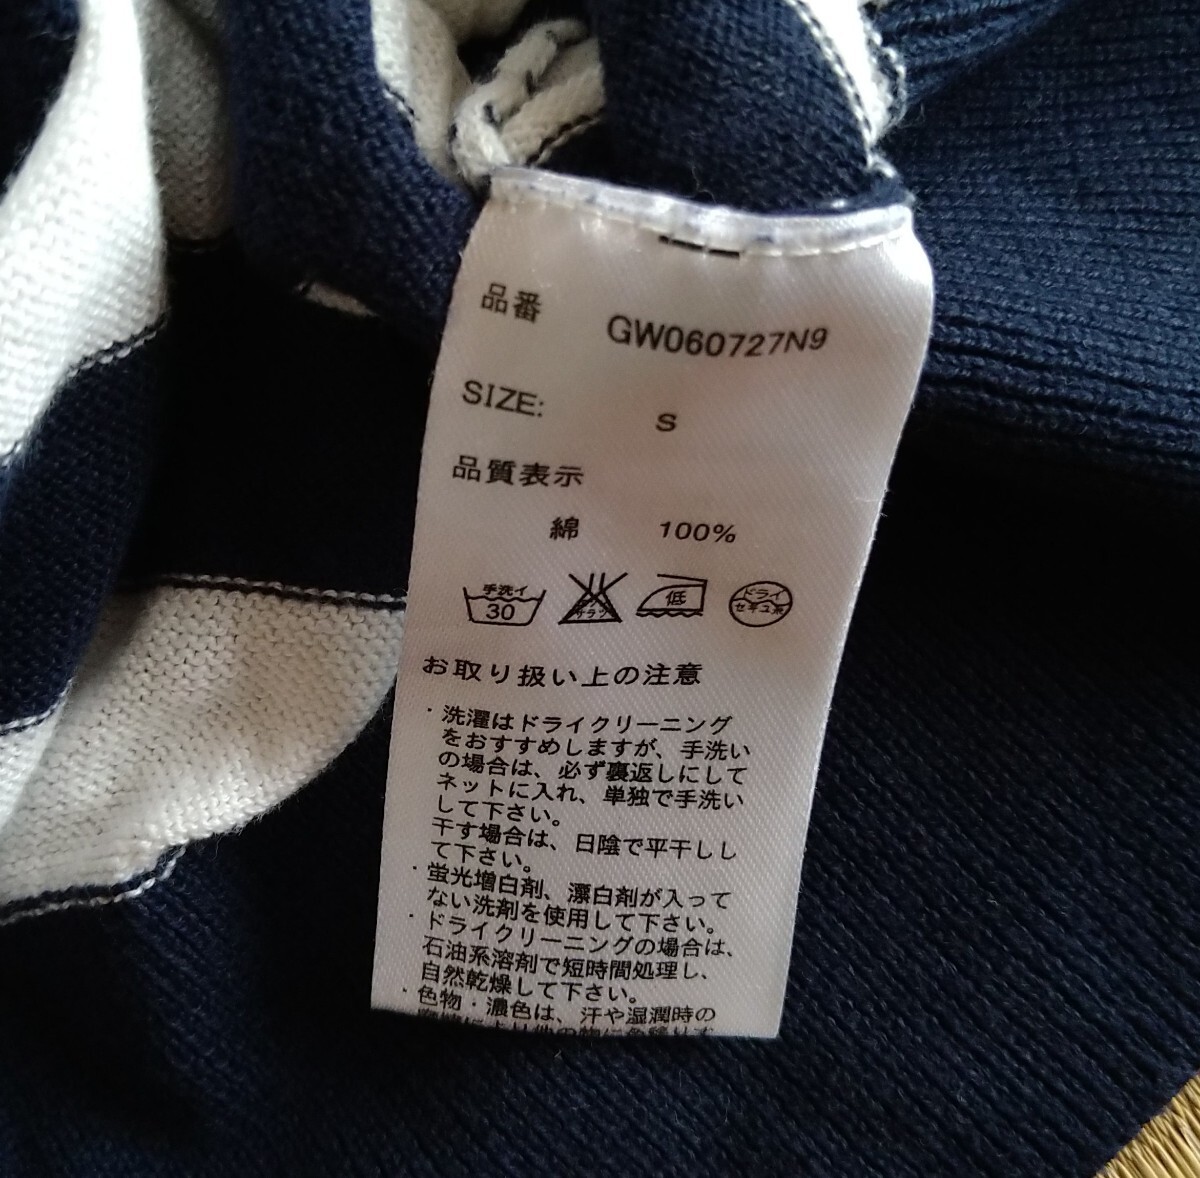 品番 GW060727N9
SIZE: S
品質表示
綿 100%
手洗イ 30 エンソサラシ 低 ドライ セキユ系
お取り扱い上の注意
・洗濯はドライクリーニング
をおすすめしますが、手洗い
の場合は、必ず裏返しにして
ネットに入れ、単独で手洗い
して下さい。
干す場合は、日陰で平干しし
て下さい。
・蛍光増白剤、漂白剤が入って
ない洗剤を使用して下さい。
・ドライクリーニングの場合は、
石油系溶剤で短時間処理し、
自然乾燥して下さい。
・色物・濃色は、汗や湿潤時の